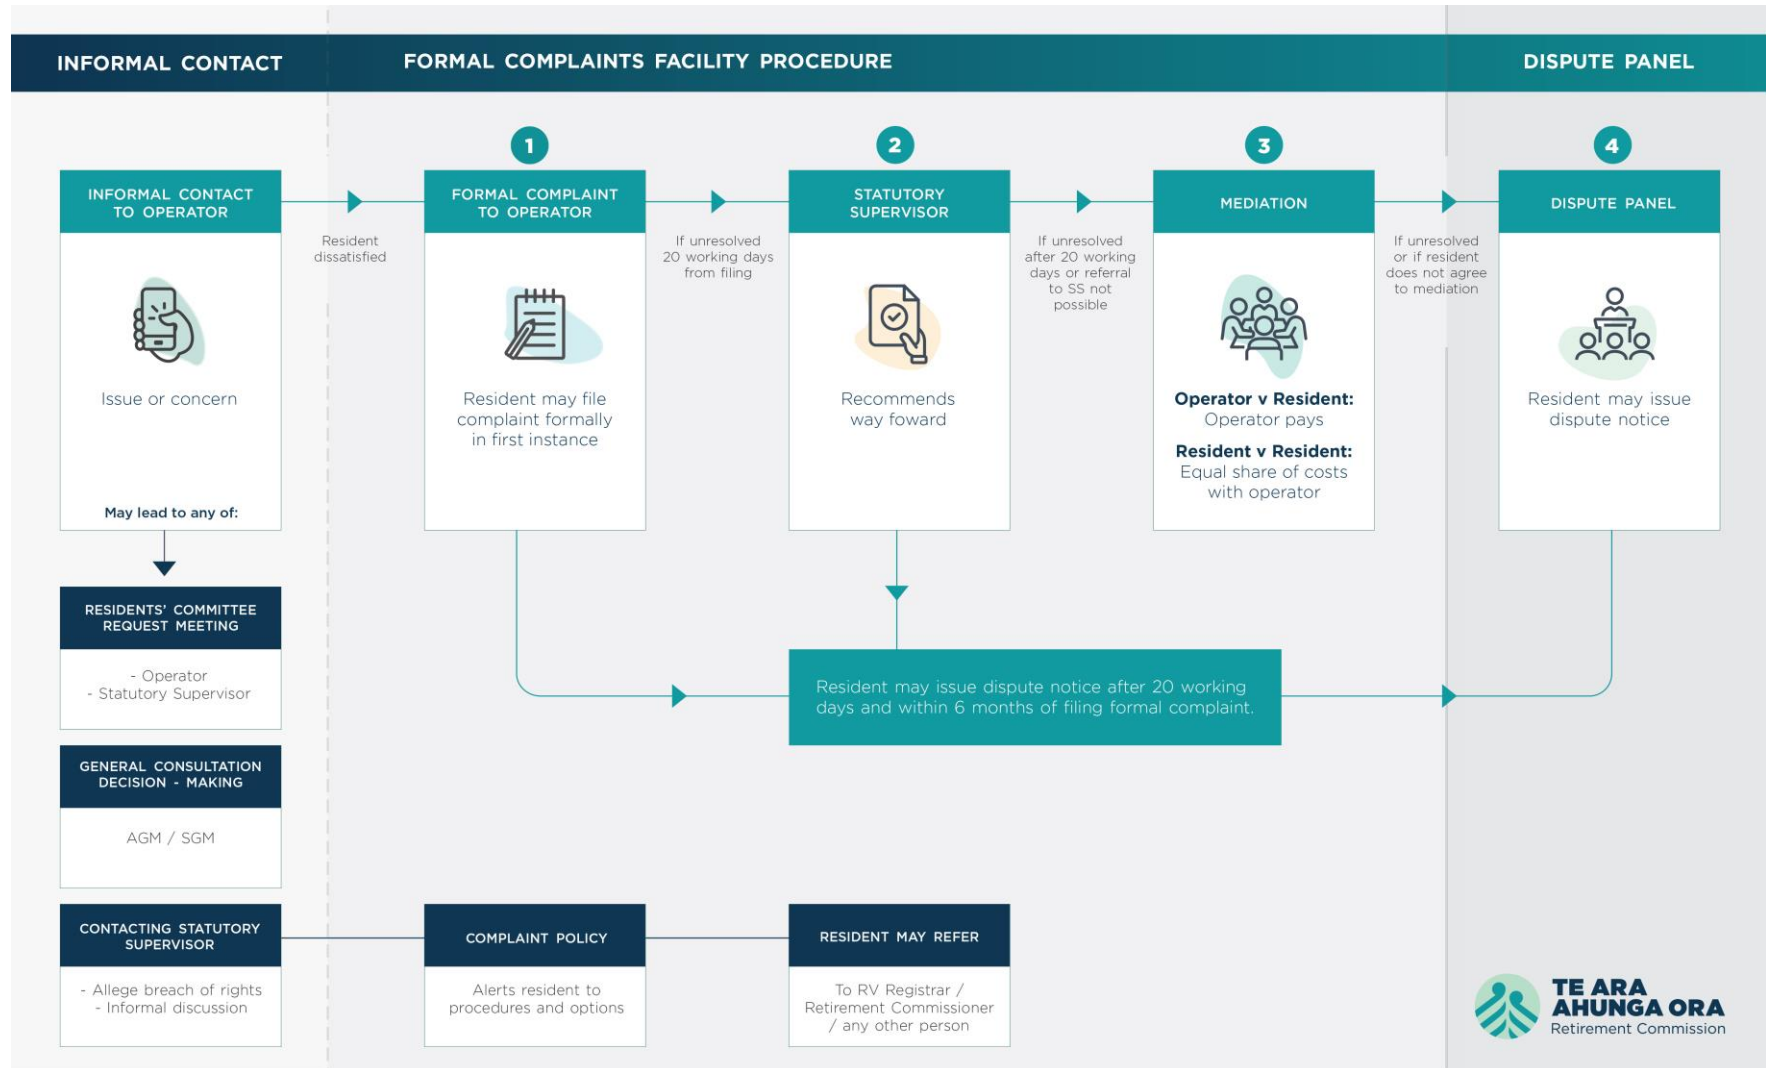 INFORMAL CONTACT
FORMAL COMPLAINTS FACILITY PROCEDURE
DISPUTE PANEL
INFORMAL CONTACT
TO OPERATOR
Issue or concern
May lead to any of:
Resident
dissatisfied
1
FORMAL COMPLAINT
TO OPERATOR
Resident may file
complaint formally
in first instance
If unresolved
20 working days
from filing
2
STATUTORY
SUPERVISOR
Recommends
way foward
If unresolved
after 20 working
days or referral
to SS not
possible
3
MEDIATION
Operator v Resident:
Operator pays
Resident v Resident:
Equal share of costs
with operator
If unresolved
or if resident
does not agree
to mediation
4
DISPUTE PANEL
Resident may issue
dispute notice
RESIDENTS' COMMITTEE
REQUEST MEETING
- Operator
- Statutory Supervisor
Resident may issue dispute notice after 20 working
days and within 6 months of filing formal complaint.
GENERAL CONSULTATION
DECISION - MAKING
AGM / SGM
CONTACTING STATUTORY
SUPERVISOR
- Allege breach of rights
- Informal discussion
COMPLAINT POLICY
Alerts resident to
procedures and options
RESIDENT MAY REFER
To RV Registrar /
Retirement Commissioner
/ any other person
TE ARA
AHUNGA ORA
Retirement Commission